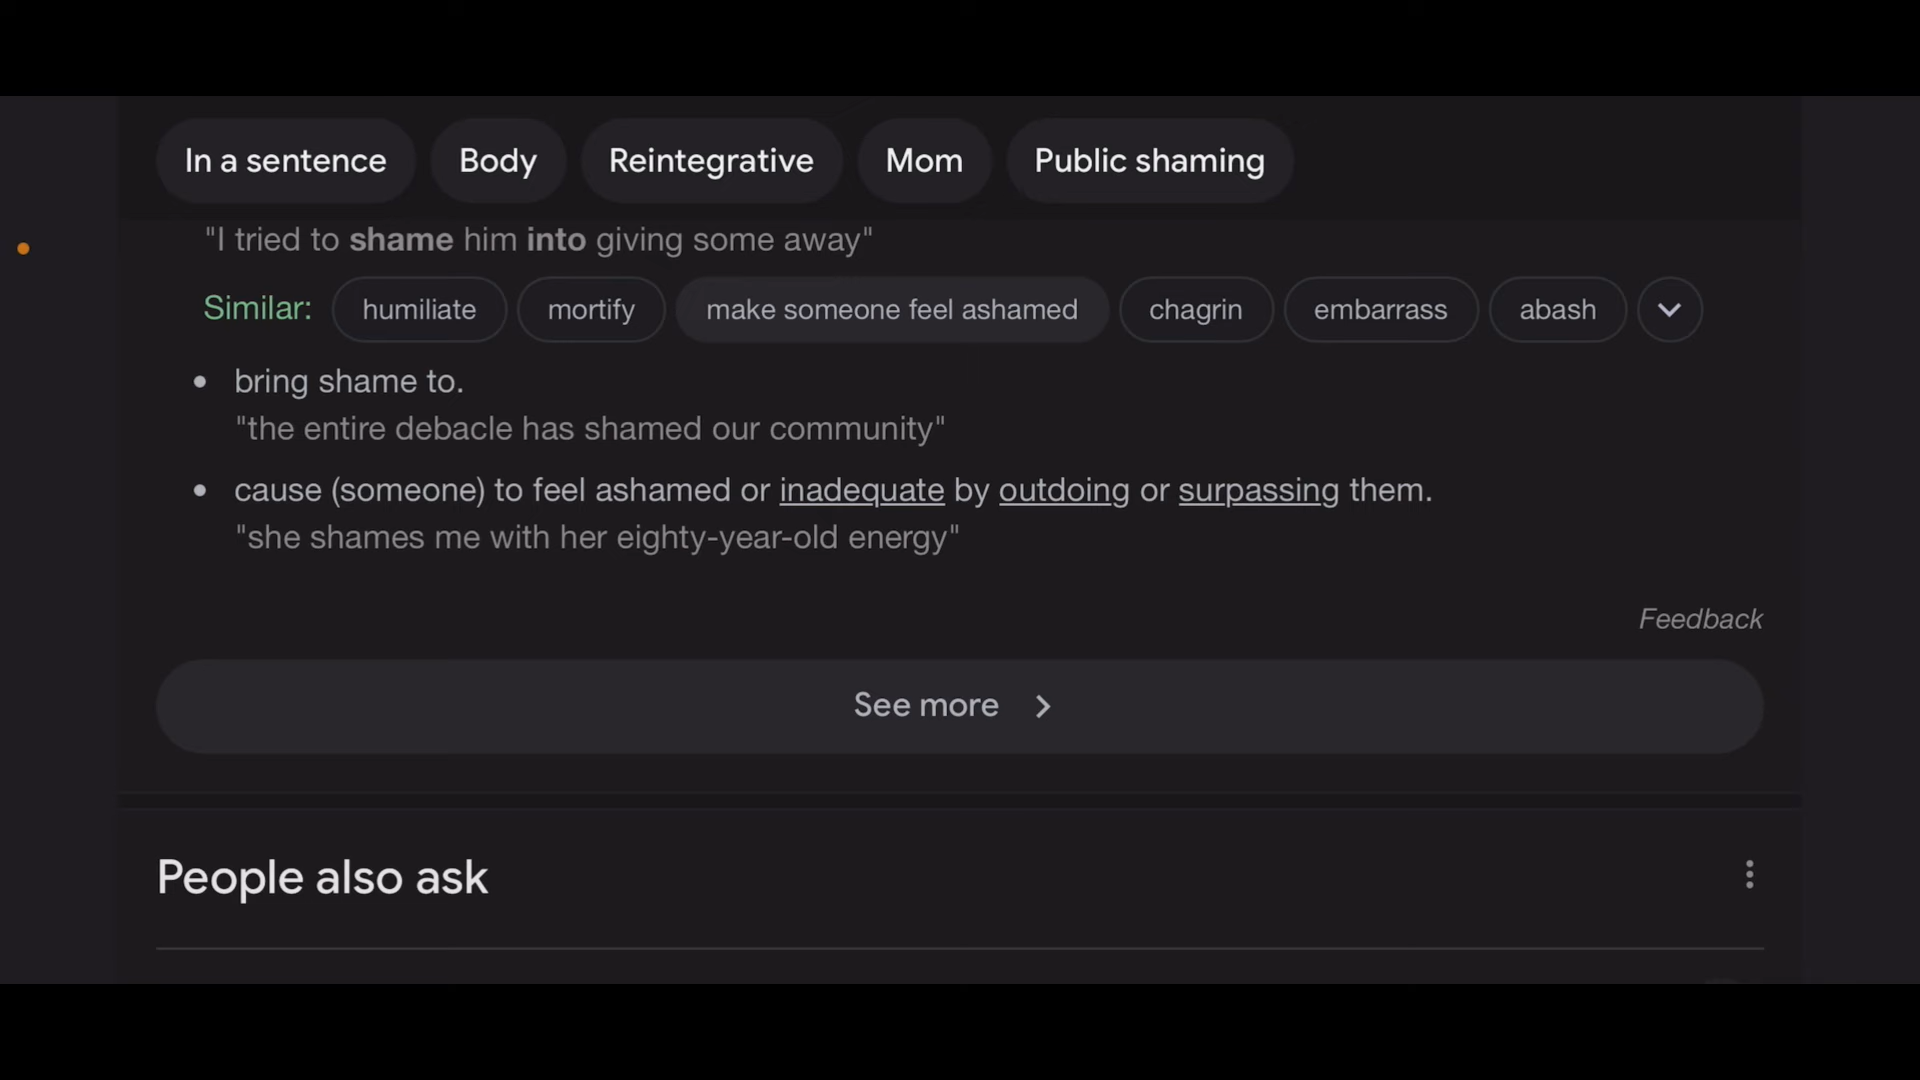 In a sentence Body Reintegrative Mom Public shaming
"I tried to shame him into giving some away"
Similar: humiliate mortify make someone feel ashamed chagrin embarrass abash
• bring shame to.
"the entire debacle has shamed our community"
• cause (someone) to feel ashamed or inadequate by outdoing or surpassing them.
"she shames me with her eighty-year-old energy"
Feedback
See more
People also ask